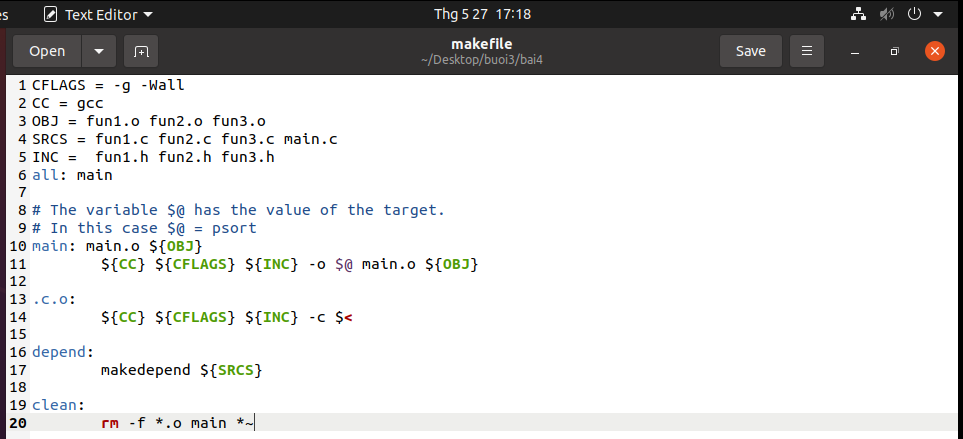 es Text Editor Thg 5 27 17:18
Open makefile Save
~/Desktop/buoi3/bai4
1 CFLAGS = -g -Wall
2 CC = gcc
3 OBJ = fun1.o fun2.o fun3.o
4 SRCS = fun1.c fun2.c fun3.c main.c
5 INC =  fun1.h fun2.h fun3.h
6 all: main
7
8 # The variable $@ has the value of the target.
9 # In this case $@ = psort
10 main: main.o ${OBJ}
11         ${CC} ${CFLAGS} ${INC} -o $@ main.o ${OBJ}
12
13 .c.o:
14         ${CC} ${CFLAGS} ${INC} -c $<
15
16 depend:
17         makedepend ${SRCS}
18
19 clean:
20         rm -f *.o main *~